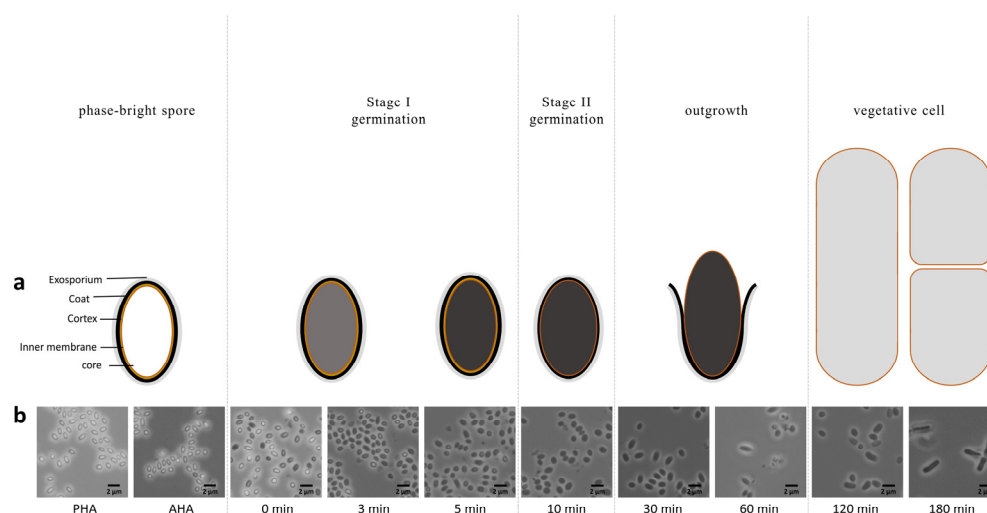 phase-bright spore
Stagc I
germination
Stagc II
germination
outgrowth
vegetative cell
a
Exosporium
Coat
Cortex
Inner membrane
core
b
2 μm
2 μm
2 μm
2 μm
2 μm
2 μm
2 μm
2 μm
2 μm
2 μm
PHA
AHA
0 min
3 min
5 min
10 min
30 min
60 min
120 min
180 min